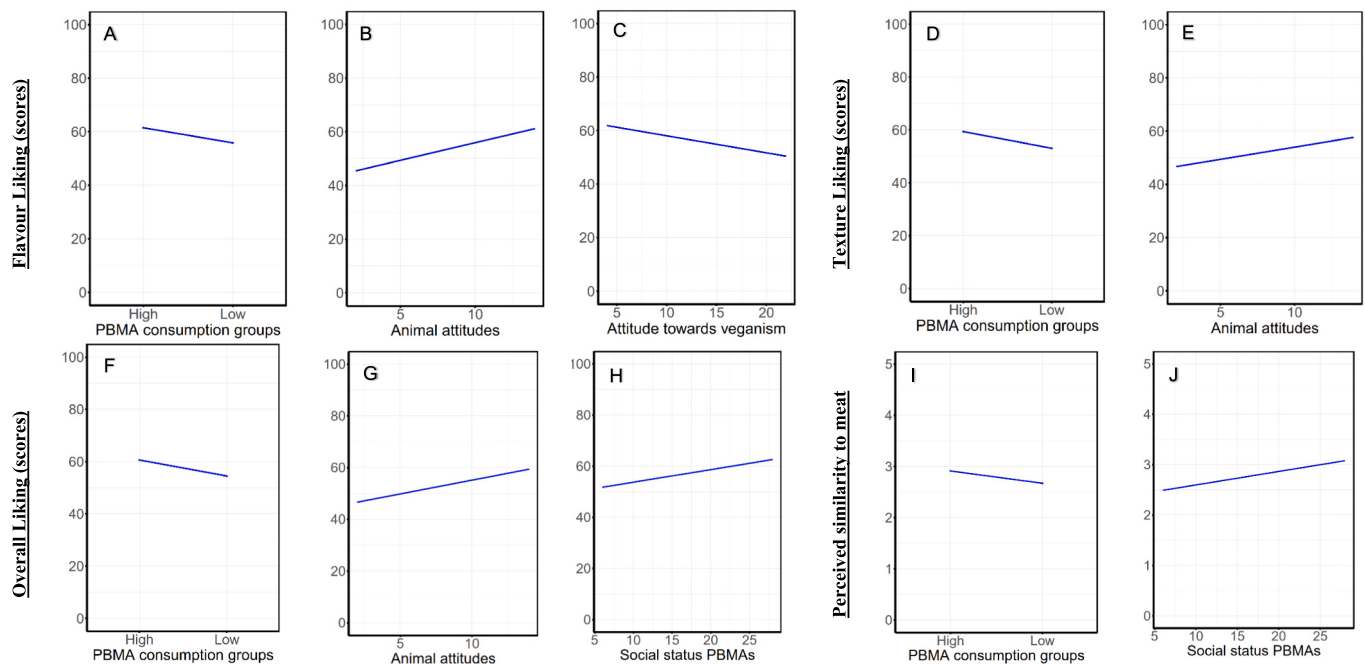 Flavour Liking (scores)
A
100
80
60
40
20
0
High Low
PBMA consumption groups
B
100
80
60
40
20
0
5 10
Animal attitudes
C
100
80
60
40
20
0
5 10 15 20
Attitude towards veganism
Texture Liking (scores)
D
100
80
60
40
20
0
High Low
PBMA consumption groups
E
100
80
60
40
20
0
5 10
Animal attitudes
Overall Liking (scores)
F
100
80
60
40
20
0
High Low
PBMA consumption groups
G
100
80
60
40
20
0
5 10
Animal attitudes
H
100
80
60
40
20
0
5 10 15 20 25
Social status PBMAs
Perceived similarity to meat
I
5
4
3
2
1
0
High Low
PBMA consumption groups
J
5
4
3
2
1
0
5 10 15 20 25
Social status PBMAs